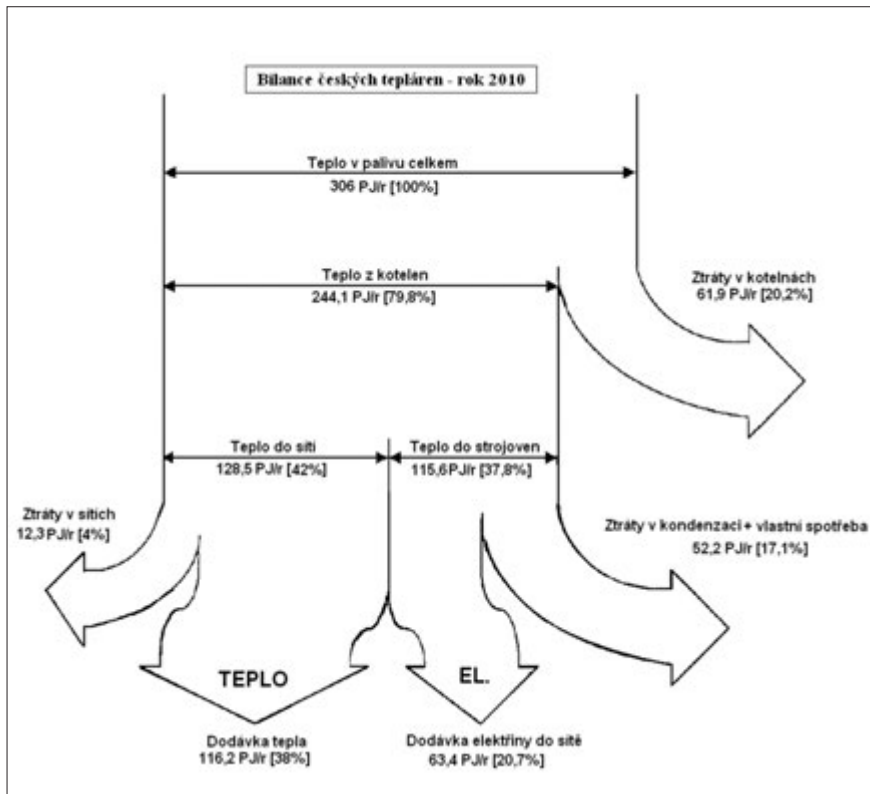 Bilance českých tepláren - rok 2010
Teplo v palivu celkem
306 PJ/r [100%]
Teplo z kotelen
244,1 PJ/r [79,8%]
Ztráty v kotelnách
61,9 PJ/r [20,2%]
Teplo do sítí
128,5 PJ/r [42%]
Teplo do strojoven
115,6 PJ/r [37,8%]
Ztráty v sítích
12,3 PJ/r [4%]
Ztráty v kondenzaci + vlastní spotřeba
52,2 PJ/r [17,1%]
TEPLO
EL.
Dodávka tepla
116,2 PJ/r [38%]
Dodávka elektřiny do sítě
63,4 PJ/r [20,7%]